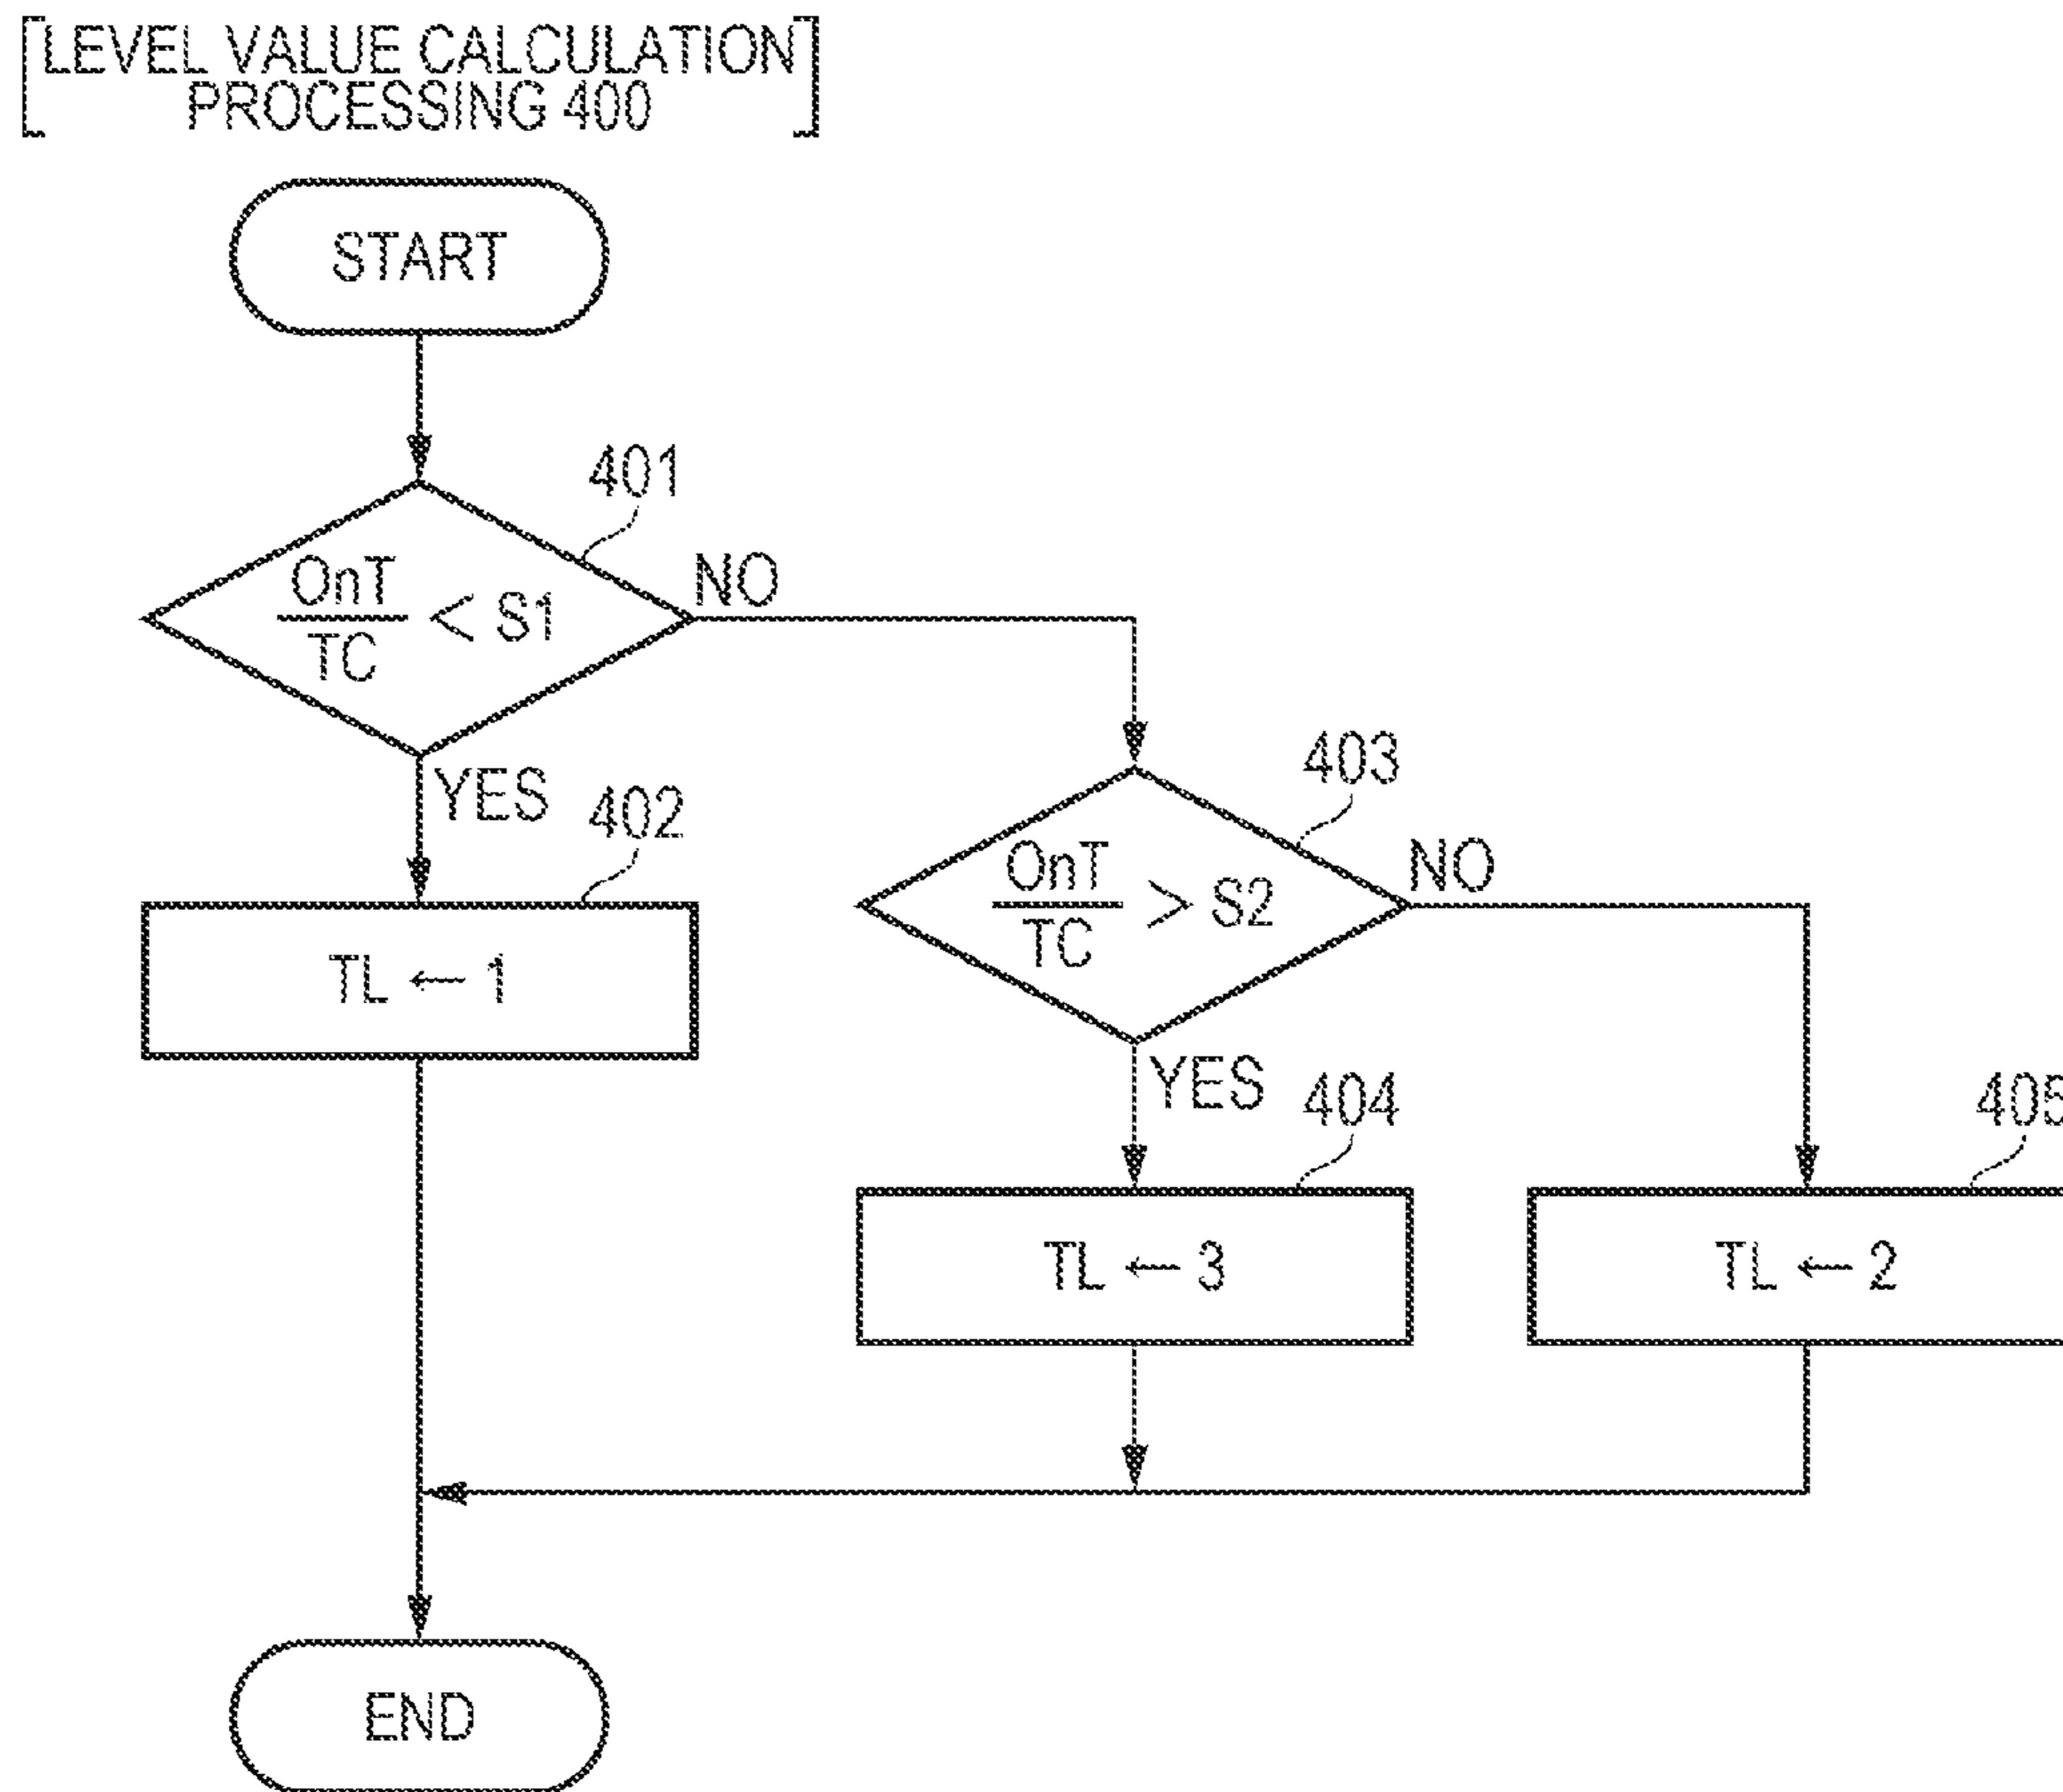 [LEVEL VALUE CALCULATION
PROCESSING 400]
START
401
OnT
TC
< S1
NO
YES
402
TL ← 1
403
OnT
TC
> S2
NO
YES
404
TL ← 3
405
TL ← 2
END